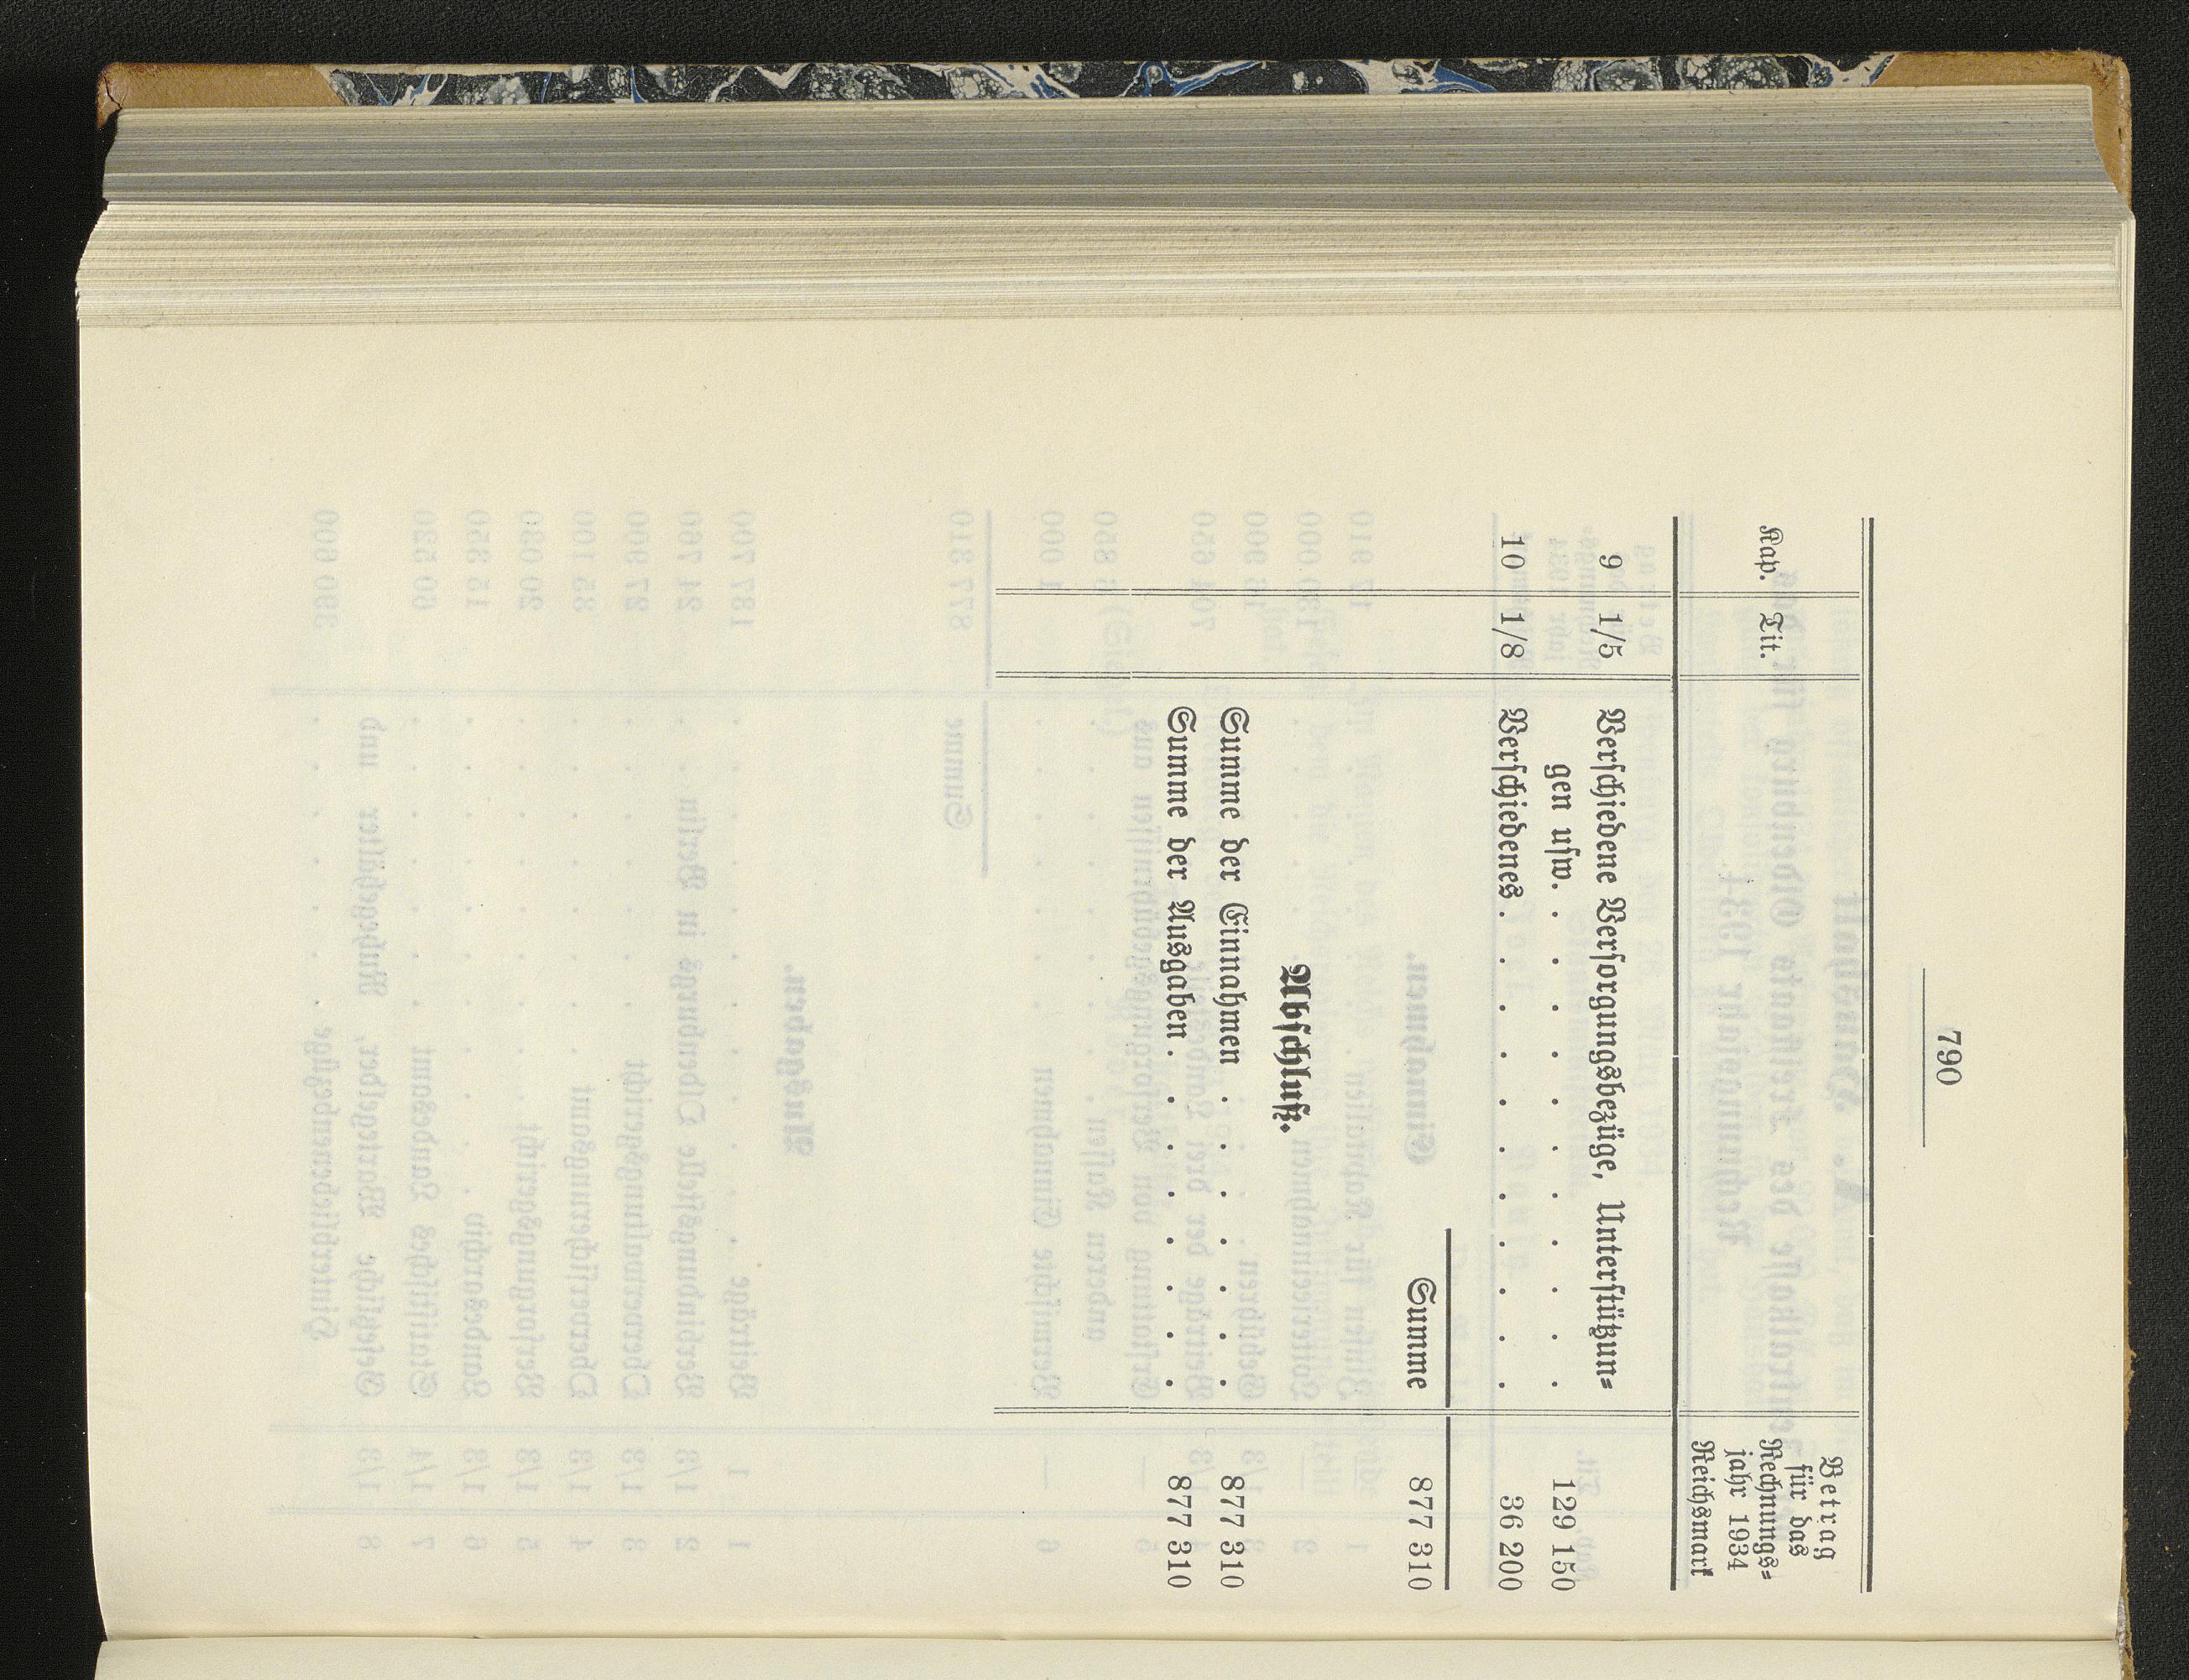 790
Kap.
Tit.
Betrag
für das
Rechnungs=
jahr 1934
Reichsmark
9 1/5 Verschiedene Versorgungsbezüge, Unterstützun=
gen usw. . . . . . . . . . . . 129 150
10 1/8 Verschiedenes . . . . . . . . . . . 36 200
Summe 877 310
Abschluß.
Summe der Einnahmen . . . . . . . 877 310
Summe der Ausgaben . . . . . . . . 877 310